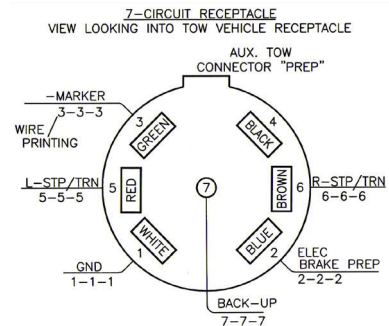 7-CIRCUIT RECEPTACLE
VIEW LOOKING INTO TOW VEHICLE RECEPTACLE
AUX. TOW
CONNECTOR "PREP"
-MARKER
3-3-3
WIRE
PRINTING
3
GREEN
4
BLACK
L-STP/TRN
5-5-5
5
RED
7
BROWN
6
R-STP/TRN
6-6-6
WHITE
1
BLUE
2
GND
1-1-1
ELEC
BRAKE PREP
2-2-2
BACK-UP
7-7-7